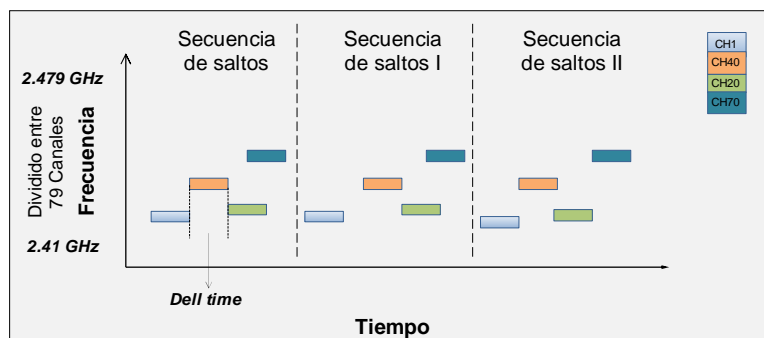 Secuencia
de saltos
Secuencia
de saltos I
Secuencia
de saltos II
CH1
CH40
CH20
CH70
2.479 GHz
Dividido entre
79 Canales
Frecuencia
2.41 GHz
Dell time
Tiempo